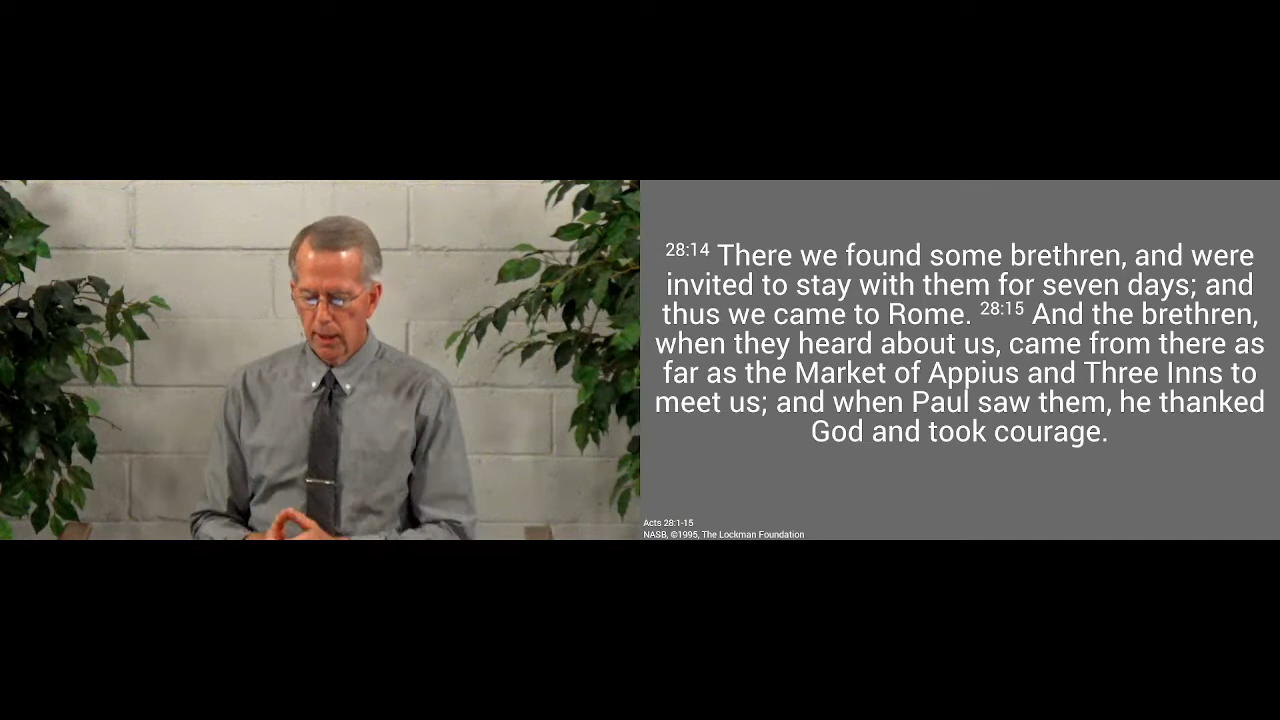 28:14 There we found some brethren, and were
invited to stay with them for seven days; and
thus we came to Rome. 28:15 And the brethren,
when they heard about us, came from there as
far as the Market of Appius and Three Inns to
meet us; and when Paul saw them, he thanked
God and took courage.
Acts 28:1-15
NASB, ©1995, The Lockman Foundation